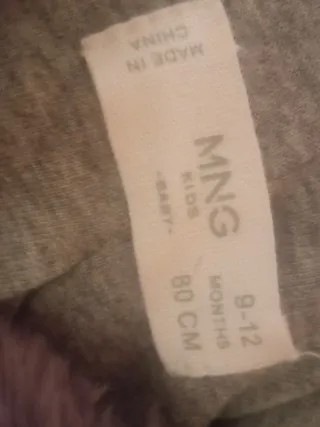 MADE IN
CHINA
MNG
KIDS
-BABY-
9-12
MONTHS
80 CM